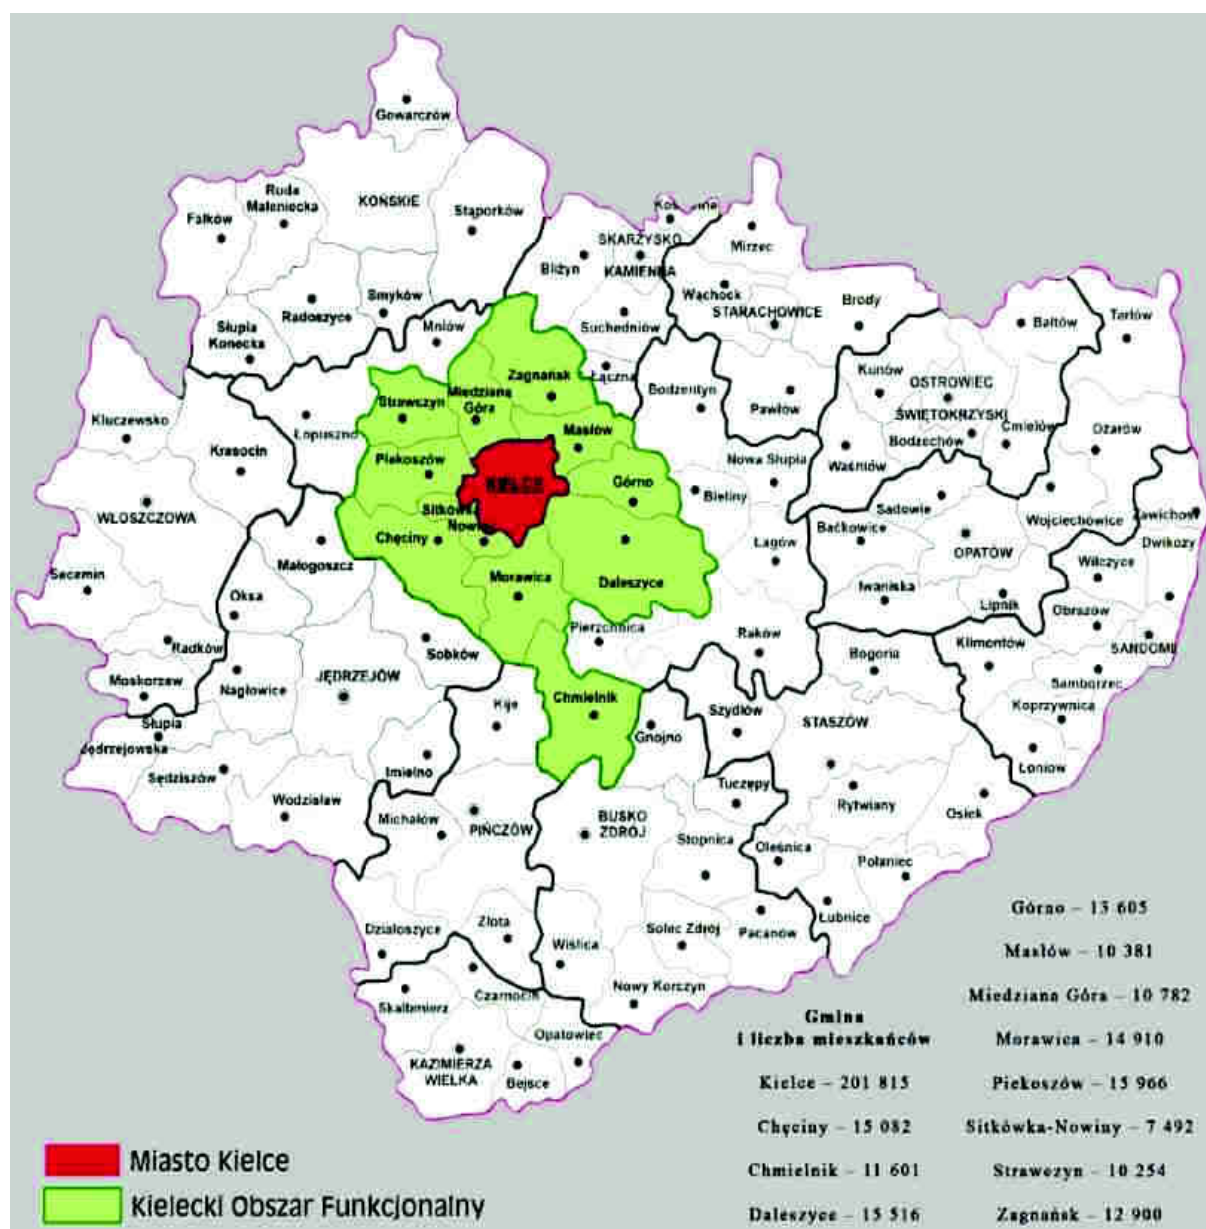 Gowarczów
Ruda
Maleniecka
KOŃSKIE
Stąporków
Fałków
SKARŻYSKO
KAMIENNA
Mirzec
Bliżyn
Wąchock
STARACHOWICE
Brody
Radoszyce
Smyków
Mniów
Suchedniów
Bałtów
Tarłów
Słupia
Konecka
Zagnańsk
Łączna
Bodzentyn
Kunów
OSTROWIEC
ŚWIĘTOKRZYSKI
Miedziana
Góra
Strawczyn
Pawłów
Kluczewsko
Łopuszno
Masłów
Bodzechów
Ćmielów
Ożarów
Krasocin
Piekoszów
Nowa Słupia
Waśniów
KIELCE
Górno
Bieliny
WŁOSZCZOWA
Sadowie
Wojciechowice
Zawichost
Chęciny
Łagów
Baćkowice
OPATÓW
Dwikozy
Małogoszcz
Secemin
Morawica
Daleszyce
Iwaniska
Wilczyce
Oksa
Lipnik
Obrazów
Radków
Sobków
Pierzchnica
Raków
Bogoria
Klimontów
Moskorzew
Nagłowice
JĘDRZEJÓW
Samborzec
Koprzywnica
Słupia
Jędrzejowska
Kije
Chmielnik
Szydłów
STASZÓW
Gnojno
Łoniów
Sędziszów
Imielno
Tuczępy
Rytwiany
Osiek
Wodzisław
Michałów
PIŃCZÓW
BUSKO
ZDRÓJ
Stopnica
Oleśnica
Połaniec
Łubnice
Działoszyce
Złota
Wiślica
Solec Zdrój
Pacanów
Nowy Korczyn
Skalbmierz
Czarnocin
Opatowiec
KAZIMIERZA
WIELKA
Bejsce
Gmina
i liczba mieszkańców
Kielce – 201 815
Chęciny – 15 082
Chmielnik – 11 601
Daleszyce – 15 516
Górno – 13 605
Masłów – 10 381
Miedziana Góra – 10 782
Morawica – 14 910
Piekoszów – 15 966
Sitkówka-Nowiny – 7 492
Strawczyn – 10 254
Zagnańsk – 12 900
Miasto Kielce
Kielecki Obszar Funkcjonalny